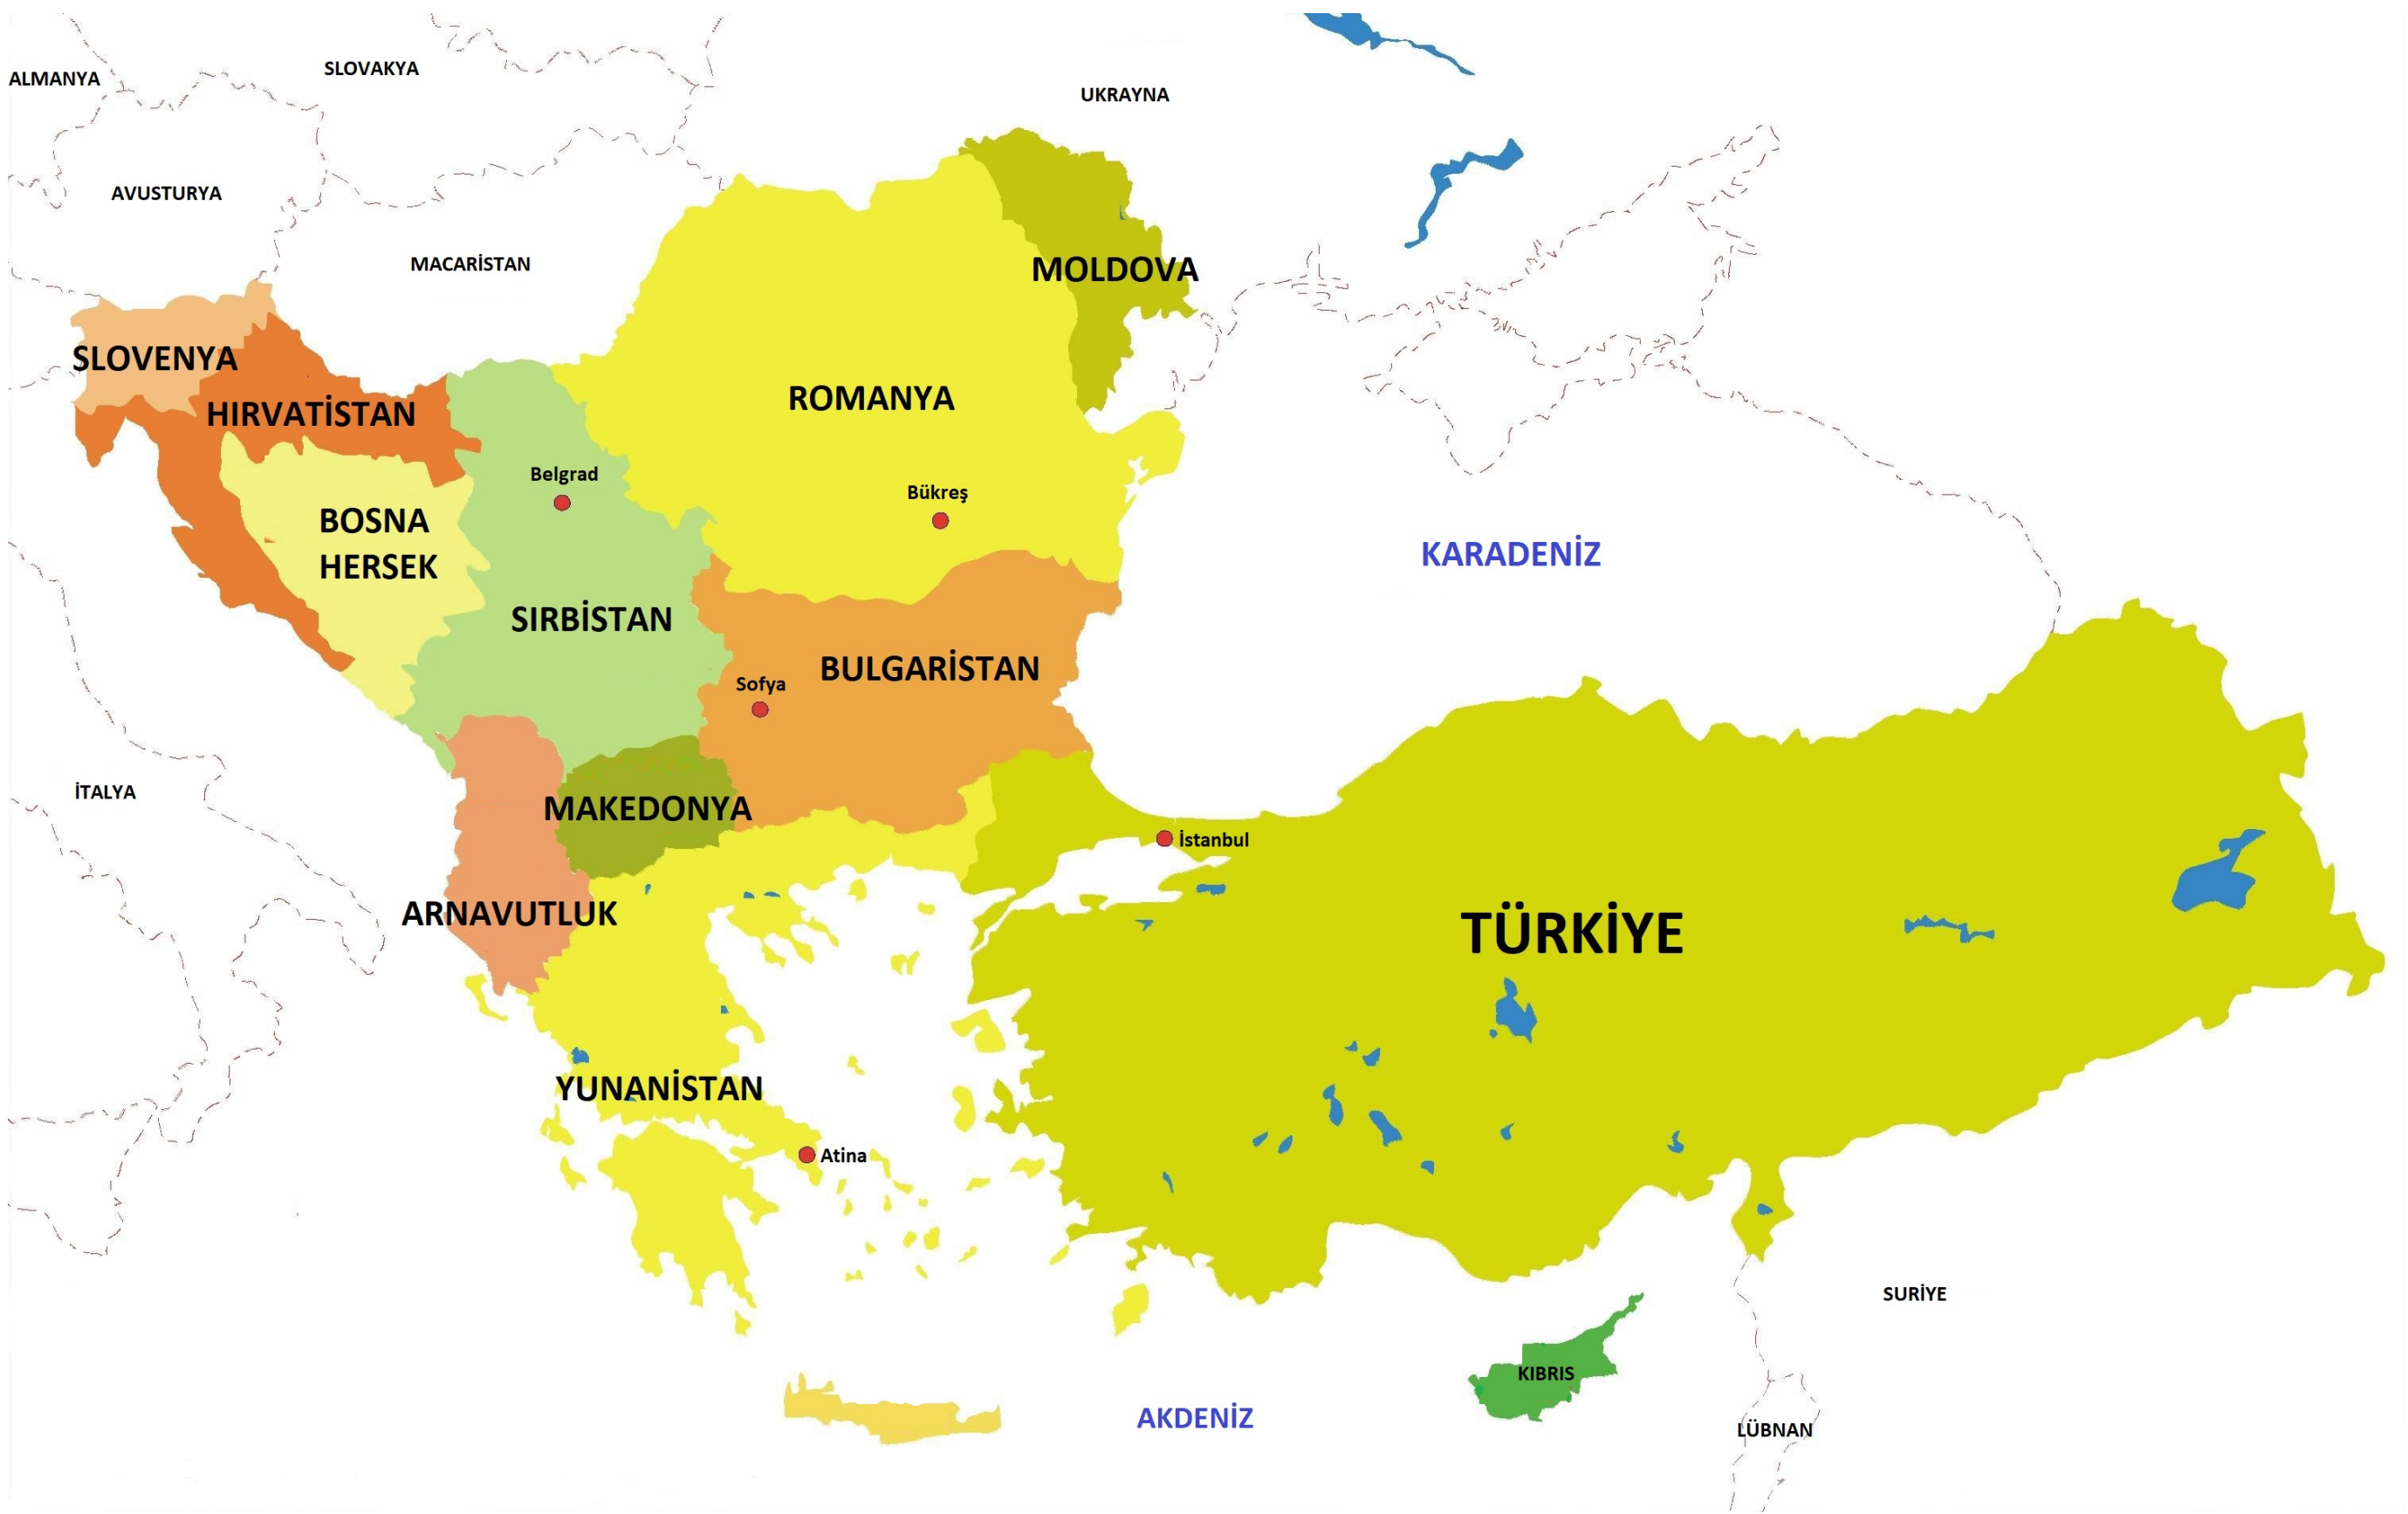 SLOVAKYA
ALMANYA
UKRAYNA
AVUSTURYA
MACARİSTAN
MOLDOVA
SLOVENYA
ROMANYA
HIRVATİSTAN
Belgrad
Bükreş
BOSNA
HERSEK
KARADENİZ
SIRBİSTAN
BULGARİSTAN
Sofya
İTALYA
MAKEDONYA
İstanbul
ARNAVUTLUK
TÜRKİYE
YUNANİSTAN
Atina
SURİYE
KIBRIS
AKDENİZ
LÜBNAN